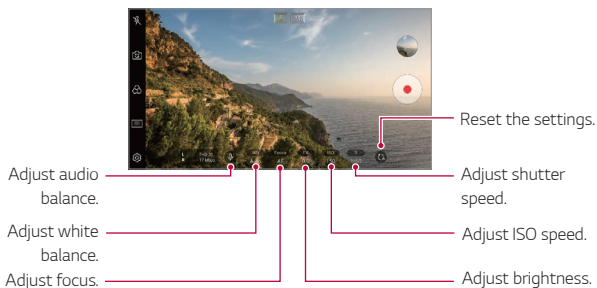 Reset the settings.
Adjust audio
balance.
Adjust shutter
speed.
Adjust white
balance.
Adjust ISO speed.
Adjust focus.
Adjust brightness.